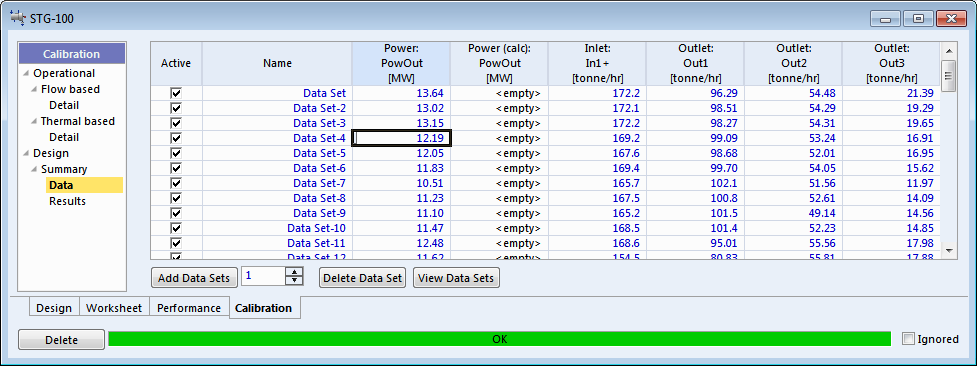 STG-100
Calibration
Operational
Flow based
Detail
Thermal based
Detail
Design
Summary
Data
Results
Active Name Power: PowOut [MW] Power (calc): PowOut [MW] Inlet: In1+ [tonne/hr] Outlet: Out1 [tonne/hr] Outlet: Out2 [tonne/hr] Outlet: Out3 [tonne/hr]
Data Set 13.64 <empty> 172.2 96.29 54.48 21.39
Data Set-2 13.02 <empty> 172.1 98.51 54.29 19.29
Data Set-3 13.15 <empty> 172.2 98.27 54.31 19.65
Data Set-4 12.19 <empty> 169.2 99.09 53.24 16.91
Data Set-5 12.05 <empty> 167.6 98.68 52.01 16.95
Data Set-6 11.83 <empty> 169.4 99.70 54.05 15.62
Data Set-7 10.51 <empty> 165.7 102.1 51.56 11.97
Data Set-8 11.23 <empty> 167.5 100.8 52.61 14.09
Data Set-9 11.10 <empty> 165.2 101.5 49.14 14.56
Data Set-10 11.47 <empty> 168.5 101.4 52.23 14.85
Data Set-11 12.48 <empty> 168.6 95.01 55.56 17.98
Data Set-12 11.62 <empty> 154.5 80.83 55.81 17.88
Add Data Sets 1 Delete Data Set View Data Sets
Design Worksheet Performance Calibration
Delete OK Ignored